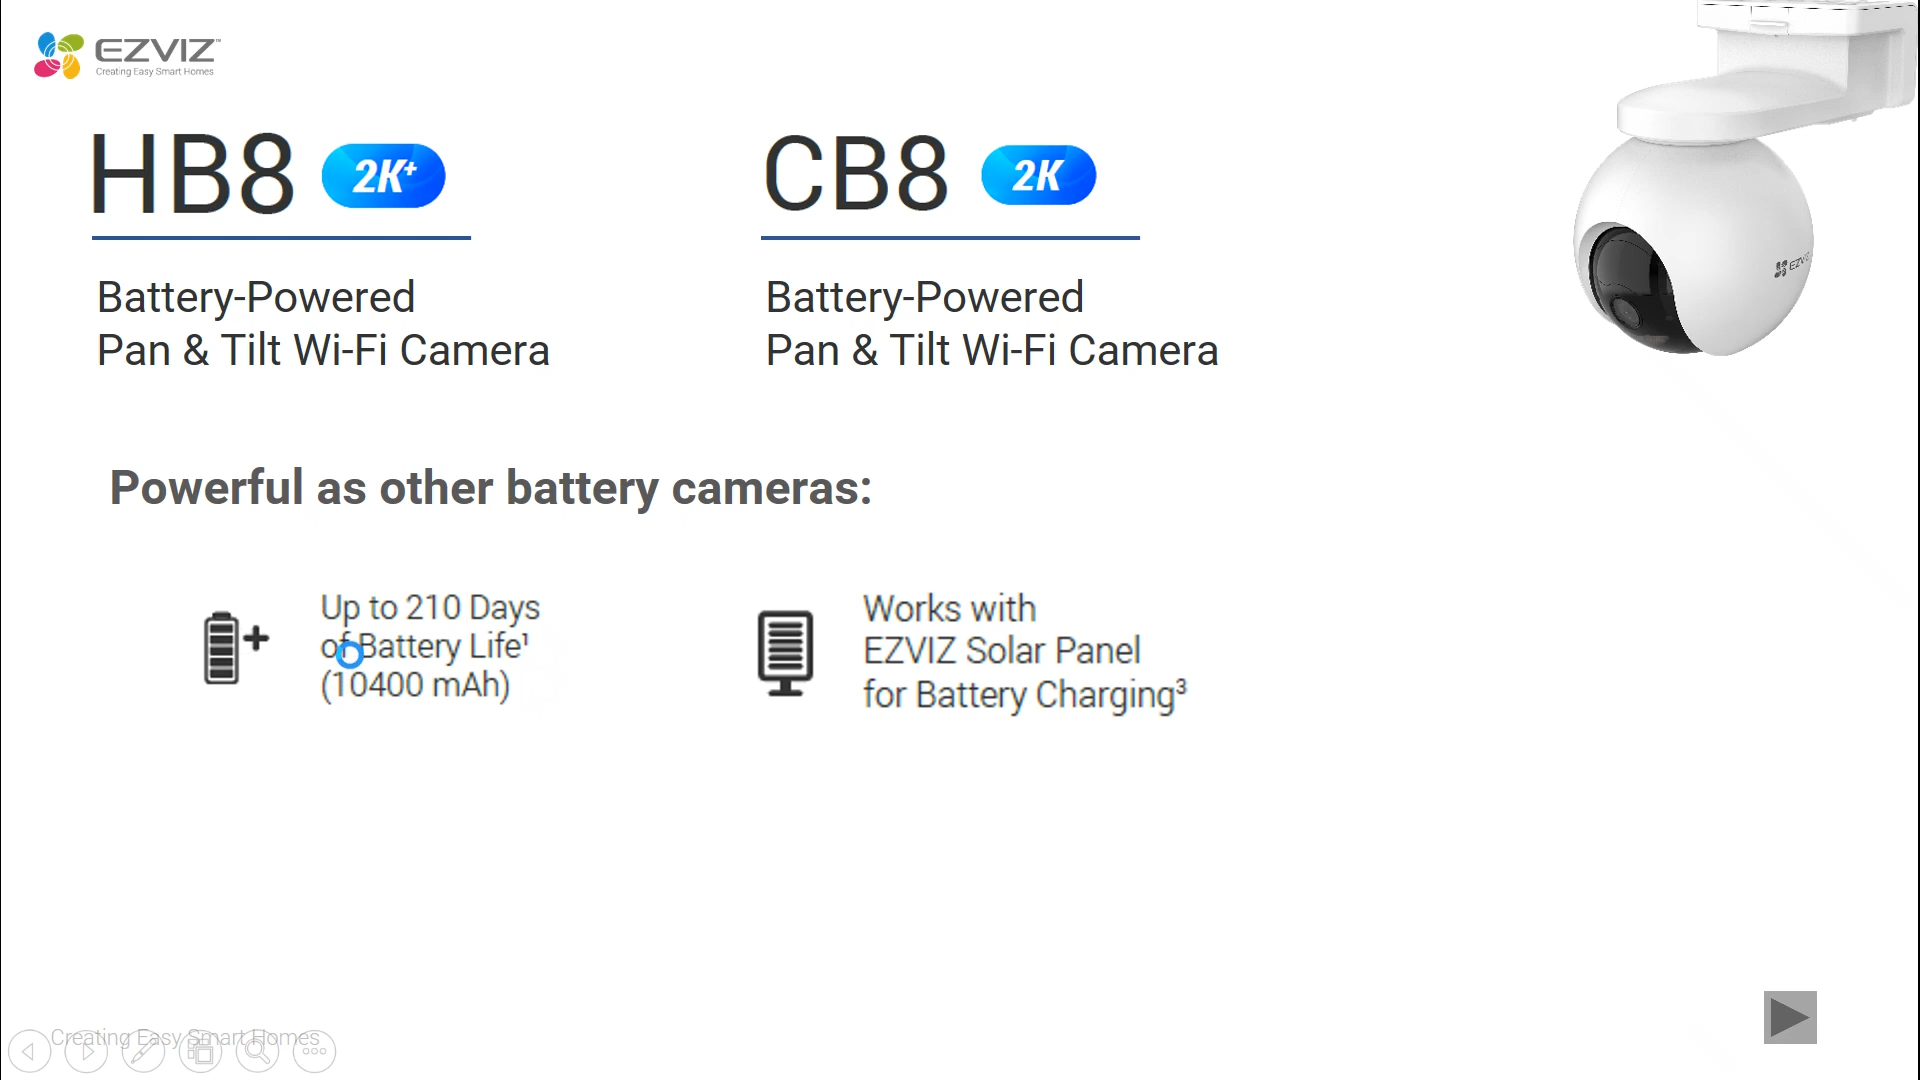 EZVIZ™
Creating Easy Smart Homes
HB8 2K+
CB8 2K
Battery-Powered
Pan & Tilt Wi-Fi Camera
Battery-Powered
Pan & Tilt Wi-Fi Camera
EZVIZ
Powerful as other battery cameras:
Up to 210 Days
of Battery Life¹
(10400 mAh)
Works with
EZVIZ Solar Panel
for Battery Charging³
Creating Easy Smart Homes